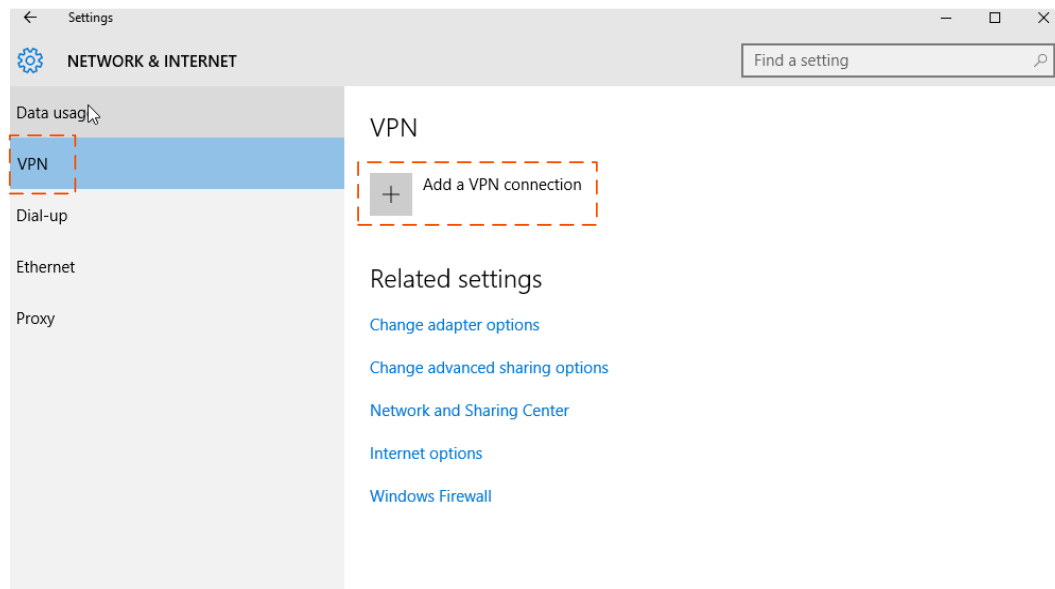 Settings
NETWORK & INTERNET
Find a setting
Data usag
VPN
Dial-up
Ethernet
Proxy
VPN
Add a VPN connection
Related settings
Change adapter options
Change advanced sharing options
Network and Sharing Center
Internet options
Windows Firewall